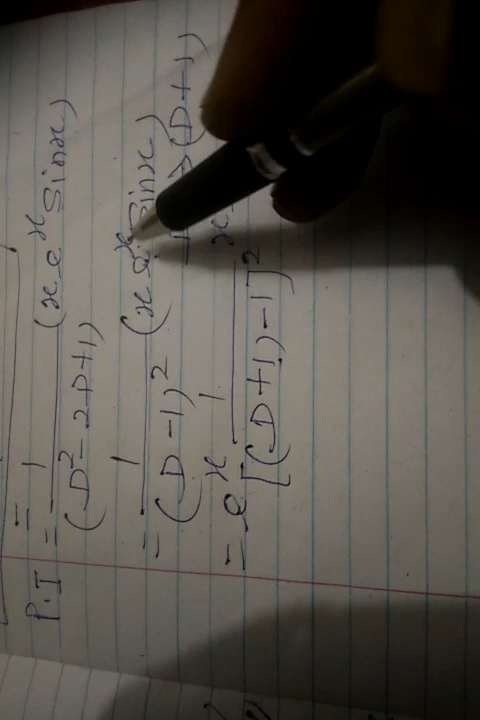 P.I = 1/(D² - 2D + 1) (x e^x sin x)
= 1/(D - 1)² (x e^x sin x)
→ (D + 1)
= e^x 1/[(D + 1) - 1]² x